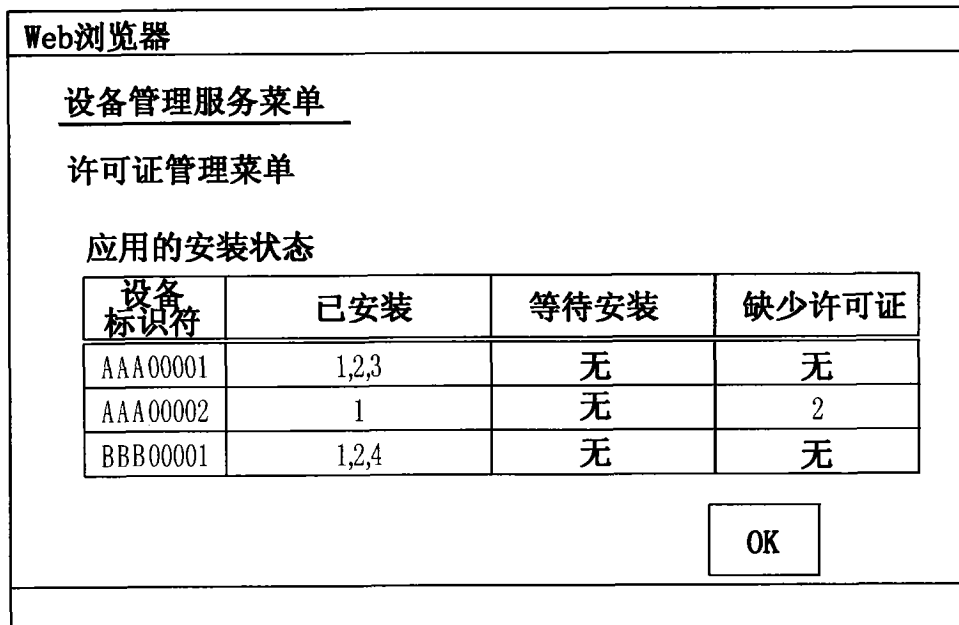 Web浏览器
设备管理服务菜单
许可证管理菜单
应用的安装状态
设备
标识符 已安装 等待安装 缺少许可证
AAA00001 1,2,3 无 无
AAA00002 1 无 2
BBB00001 1,2,4 无 无
OK